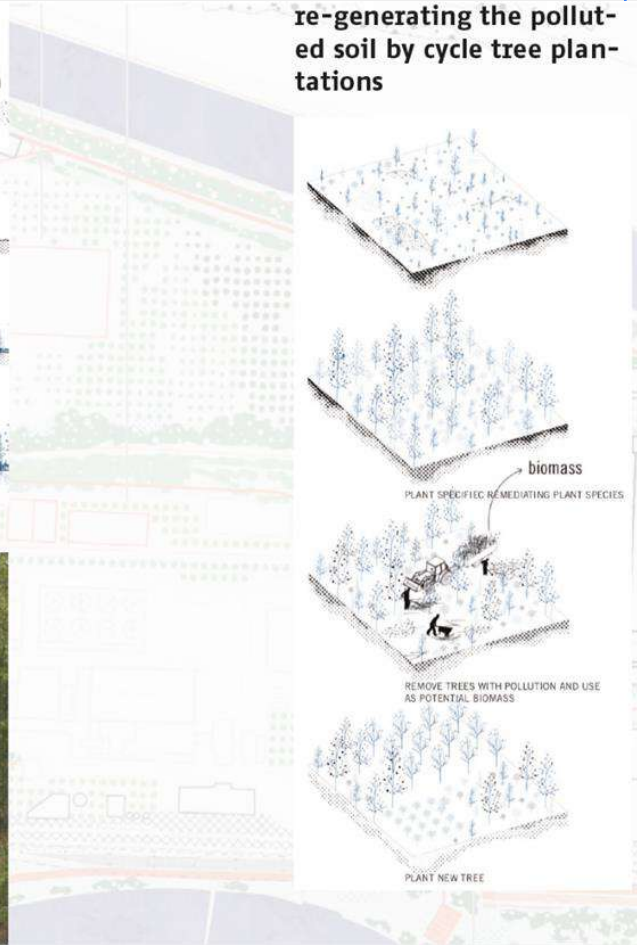 re-generating the pollut-
ed soil by cycle tree plan-
tations
biomass
PLANT SPECIFIEC REMEDIATING PLANT SPECIES
REMOVE TREES WITH POLLUTION AND USE
AS POTENTIAL BIOMASS
PLANT NEW TREE